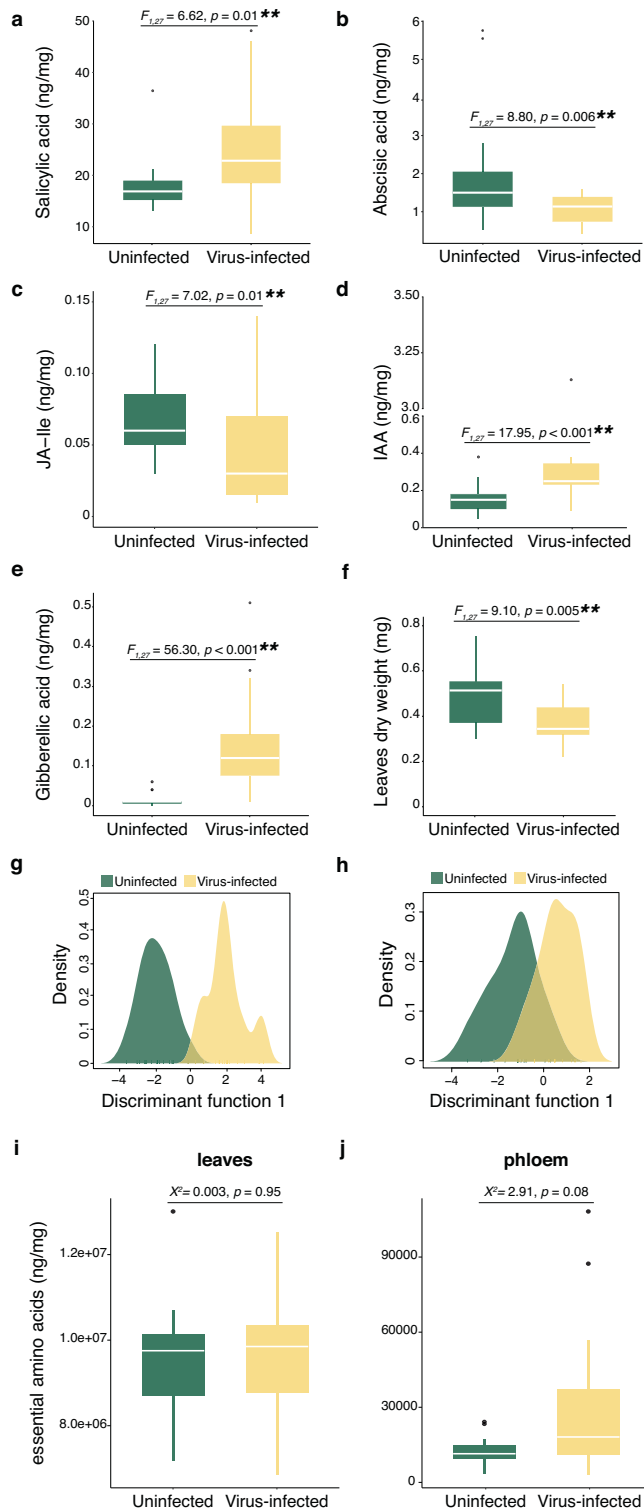 a
Salicylic acid (ng/mg)
F1,27 = 6.62, p = 0.01**
50
40
30
20
10
Uninfected Virus-infected
b
Abscisic acid (ng/mg)
F1,27 = 8.80, p = 0.006**
6
5
4
3
2
1
Uninfected Virus-infected
c
JA–Ile (ng/mg)
F1,27 = 7.02, p = 0.01**
0.15
0.10
0.05
0
Uninfected Virus-infected
d
IAA (ng/mg)
3.50
3.25
3.0
0.6
0.4
0.2
0
F1,27 = 17.95, p < 0.001**
Uninfected Virus-infected
e
Gibberellic acid (ng/mg)
F1,27 = 56.30, p < 0.001**
0.5
0.4
0.3
0.2
0.1
0
Uninfected Virus-infected
f
Leaves dry weight (mg)
F1,27 = 9.10, p = 0.005**
0.8
0.6
0.4
0.2
0
Uninfected Virus-infected
g
Uninfected Virus-infected
Density
0.5
0.4
0.3
0.2
0.1
0
-4 -2 0 2 4
Discriminant function 1
h
Uninfected Virus-infected
Density
0.3
0.2
0.1
0
-4 -2 0 2
Discriminant function 1
i
leaves
X2= 0.003, p = 0.95
essential amino acids (ng/mg)
1.2e+07
1.0e+07
8.0e+06
Uninfected Virus-infected
j
phloem
X2= 2.91, p = 0.08
90000
60000
30000
0
Uninfected Virus-infected